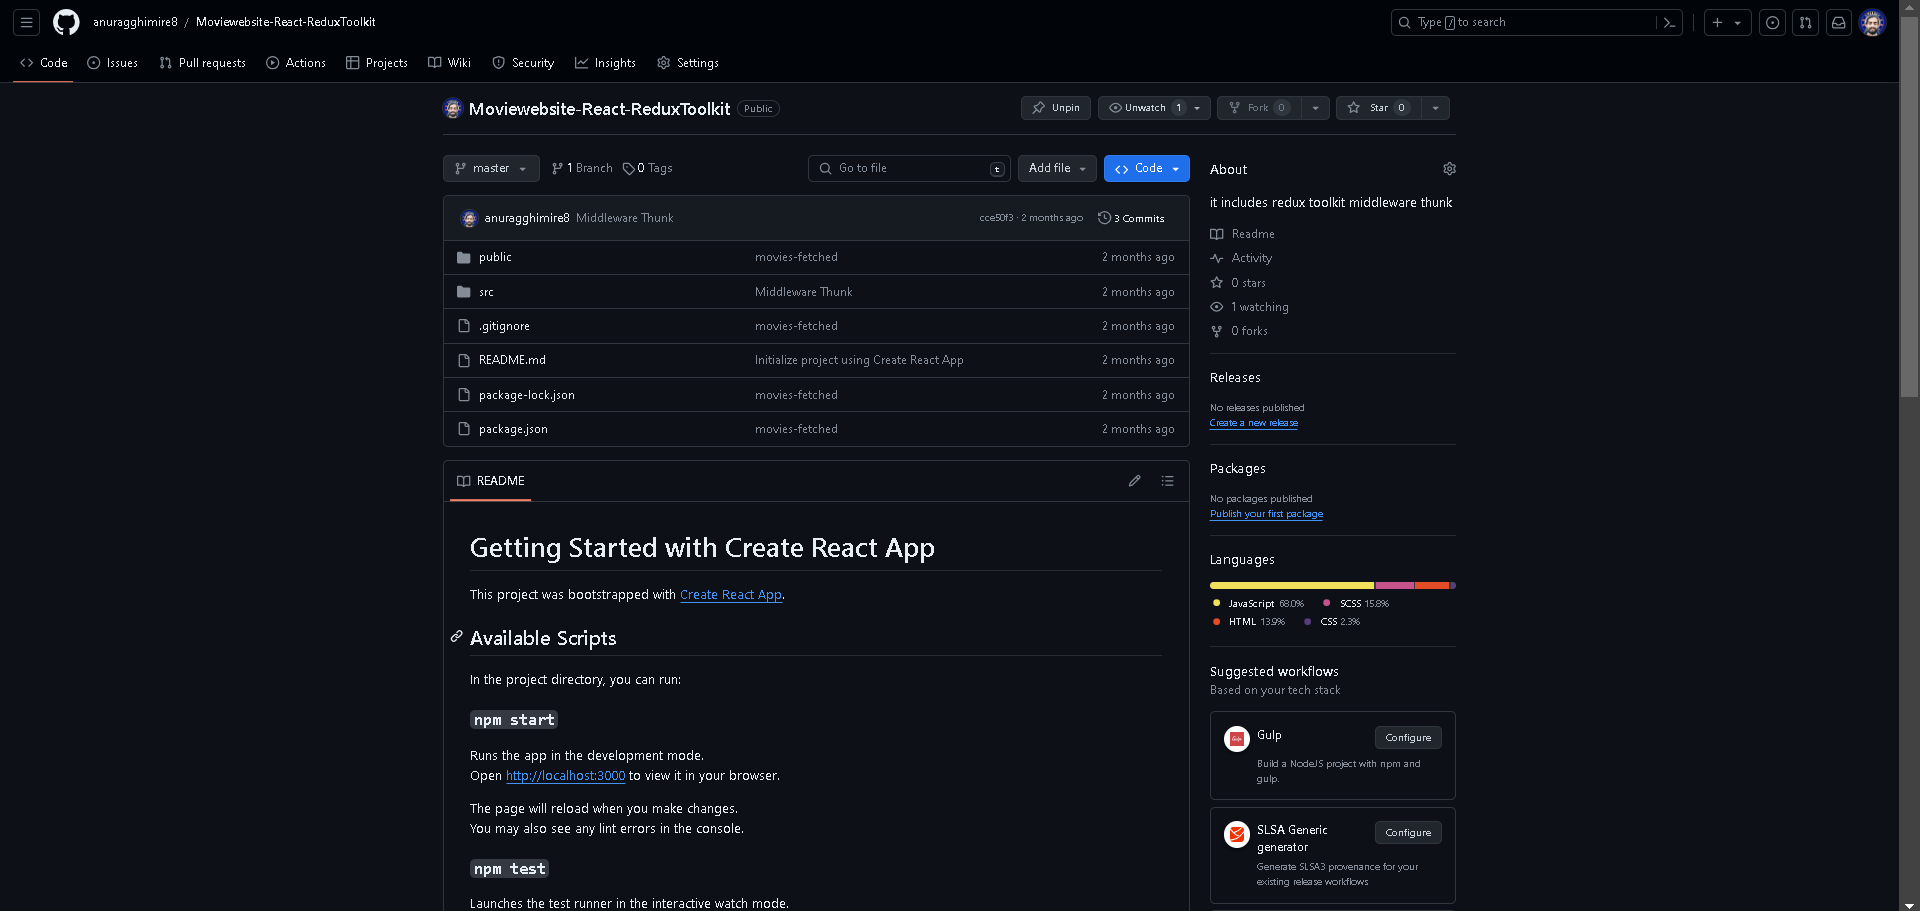 anuragghimire8 / Moviewebsite-React-ReduxToolkit
Type / to search
Code Issues Pull requests Actions Projects Wiki Security Insights Settings
Moviewebsite-React-ReduxToolkit Public
Unpin Unwatch 1 Fork 0 Star 0
master 1 Branch 0 Tags
Go to file t Add file Code
anuragghimire8 Middleware Thunk cce50f3 · 2 months ago 3 Commits
public movies-fetched 2 months ago
src Middleware Thunk 2 months ago
.gitignore movies-fetched 2 months ago
README.md Initialize project using Create React App 2 months ago
package-lock.json movies-fetched 2 months ago
package.json movies-fetched 2 months ago
README
Getting Started with Create React App
This project was bootstrapped with Create React App.
Available Scripts
In the project directory, you can run:
npm start
Runs the app in the development mode.
Open http://localhost:3000 to view it in your browser.
The page will reload when you make changes.
You may also see any lint errors in the console.
npm test
Launches the test runner in the interactive watch mode.
About
it includes redux toolkit middleware thunk
Readme
Activity
0 stars
1 watching
0 forks
Releases
No releases published
Create a new release
Packages
No packages published
Publish your first package
Languages
JavaScript 68.0% SCSS 15.8%
HTML 13.9% CSS 2.3%
Suggested workflows
Based on your tech stack
Gulp Configure
Build a NodeJS project with npm and
gulp.
SLSA Generic Configure
generator
Generate SLSA3 provenance for your
existing release workflows